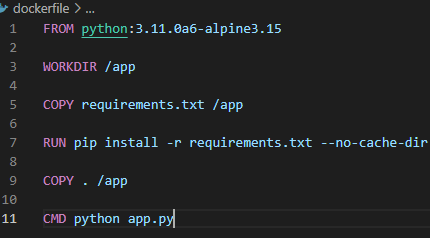 dockerfile > ...
1 FROM python:3.11.0a6-alpine3.15
2
3 WORKDIR /app
4
5 COPY requirements.txt /app
6
7 RUN pip install -r requirements.txt --no-cache-dir
8
9 COPY . /app
10
11 CMD python app.py